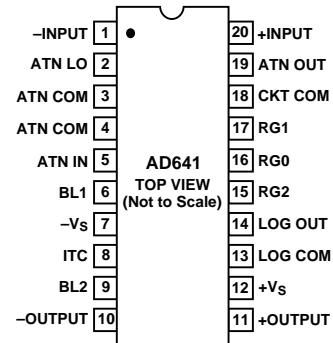 –INPUT 1 20 +INPUT
ATN LO 2 19 ATN OUT
ATN COM 3 18 CKT COM
ATN COM 4 17 RG1
ATN IN 5 16 RG0
BL1 6 15 RG2
–VS 7 14 LOG OUT
ITC 8 13 LOG COM
BL2 9 12 +VS
–OUTPUT 10 11 +OUTPUT
AD641
TOP VIEW
(Not to Scale)